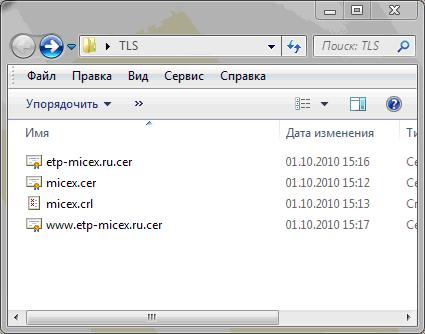 TLS
Поиск: TLS
Файл Правка Вид Сервис Справка
Упорядочить »
Имя Дата изменения Ти
etp-micex.ru.cer 01.10.2010 15:16 Се
micex.cer 01.10.2010 15:12 Се
micex.crl 01.10.2010 15:13 Сп
www.etp-micex.ru.cer 01.10.2010 15:17 Се